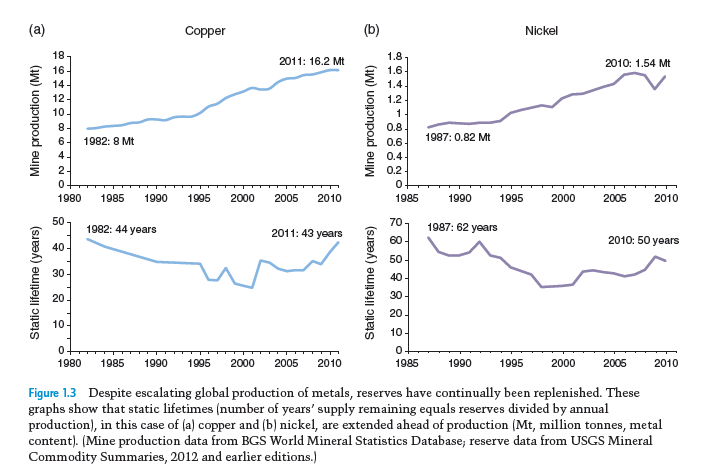 (a)
Copper
Mine production (Mt)
18
16
14
12
10
8
6
4
2
0
2011: 16.2 Mt
1982: 8 Mt
1980 1985 1990 1995 2000 2005 2010
Static lifetime (years)
50
40
30
20
10
0
1982: 44 years
2011: 43 years
1980 1985 1990 1995 2000 2005 2010
(b)
Nickel
Mine production (Mt)
1.8
1.6
1.4
1.2
1
0.8
0.6
0.4
0.2
0
2010: 1.54 Mt
1987: 0.82 Mt
1985 1990 1995 2000 2005 2010
Static lifetime (years)
70
60
50
40
30
20
10
0
1987: 62 years
2010: 50 years
1985 1990 1995 2000 2005 2010
Figure 1.3 Despite escalating global production of metals, reserves have continually been replenished. These
graphs show that static lifetimes (number of years’ supply remaining equals reserves divided by annual
production), in this case of (a) copper and (b) nickel, are extended ahead of production (Mt, million tonnes, metal
content). (Mine production data from BGS World Mineral Statistics Database; reserve data from USGS Mineral
Commodity Summaries, 2012 and earlier editions.)